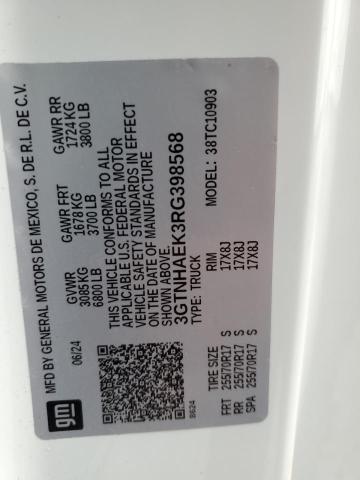 MFD BY GENERAL MOTORS DE MEXICO, S. DE R.L. DE C.V.
06/24
GVWR GAWR FRT GAWR RR
3085 KG 1678 KG 1724 KG
6800 LB 3700 LB 3800 LB
THIS VEHICLE CONFORMS TO ALL
APPLICABLE U.S. FEDERAL MOTOR
VEHICLE SAFETY STANDARDS IN EFFECT
ON THE DATE OF MANUFACTURE
SHOWN ABOVE.
3GTNHAEK3RG398568
TYPE: TRUCK MODEL: 38TC10903
gm
S624
TIRE SIZE RIM
FRT 255/70R17 S 17X8J
RR 255/70R17 S 17X8J
SPA 255/70R17 S 17X8J